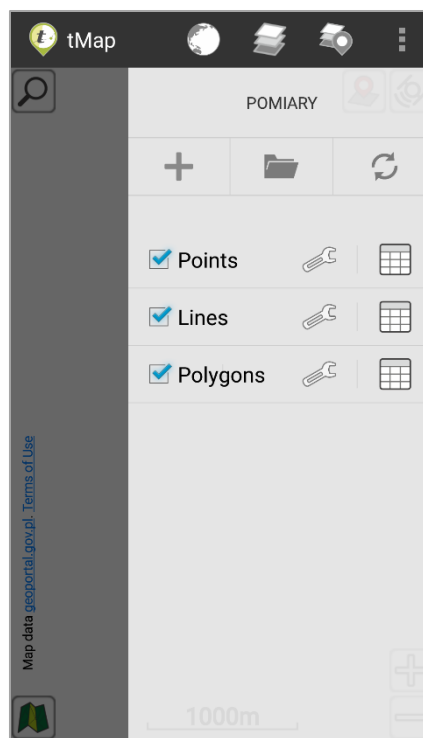 tMap
POMIARY
Points
Lines
Polygons
Map data geoportal.gov.pl. Terms of Use
1000m